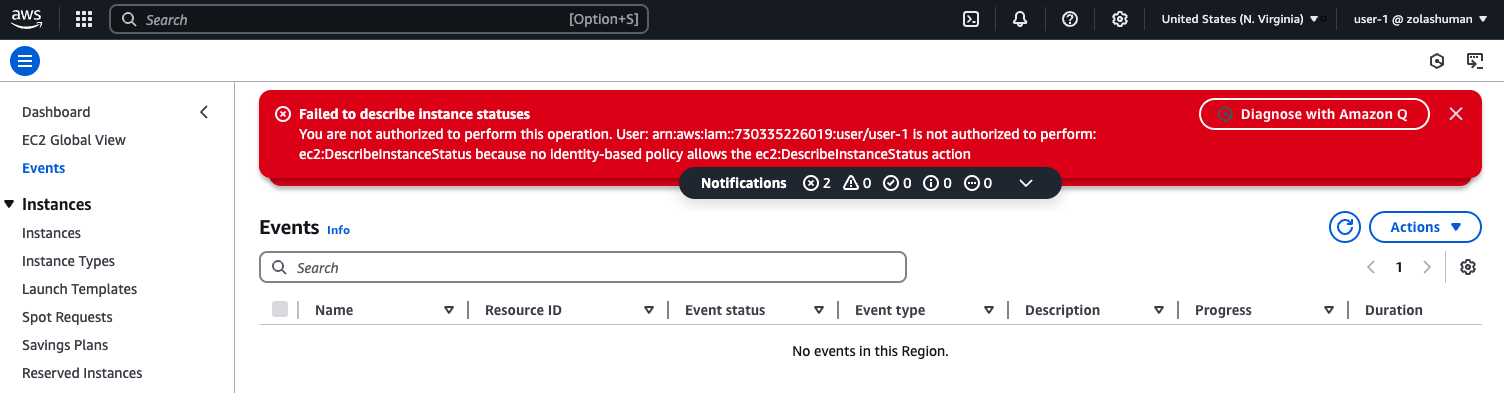 aws
Search
[Option+S]
United States (N. Virginia)
user-1 @ zolashuman
Dashboard
EC2 Global View
Events
Instances
Instances
Instance Types
Launch Templates
Spot Requests
Savings Plans
Reserved Instances
Failed to describe instance statuses
You are not authorized to perform this operation. User: arn:aws:iam::730335226019:user/user-1 is not authorized to perform:
ec2:DescribeInstanceStatus because no identity-based policy allows the ec2:DescribeInstanceStatus action
Diagnose with Amazon Q
Notifications 2 0 0 0 0
Events Info
Actions
Search
1
Name Resource ID Event status Event type Description Progress Duration
No events in this Region.